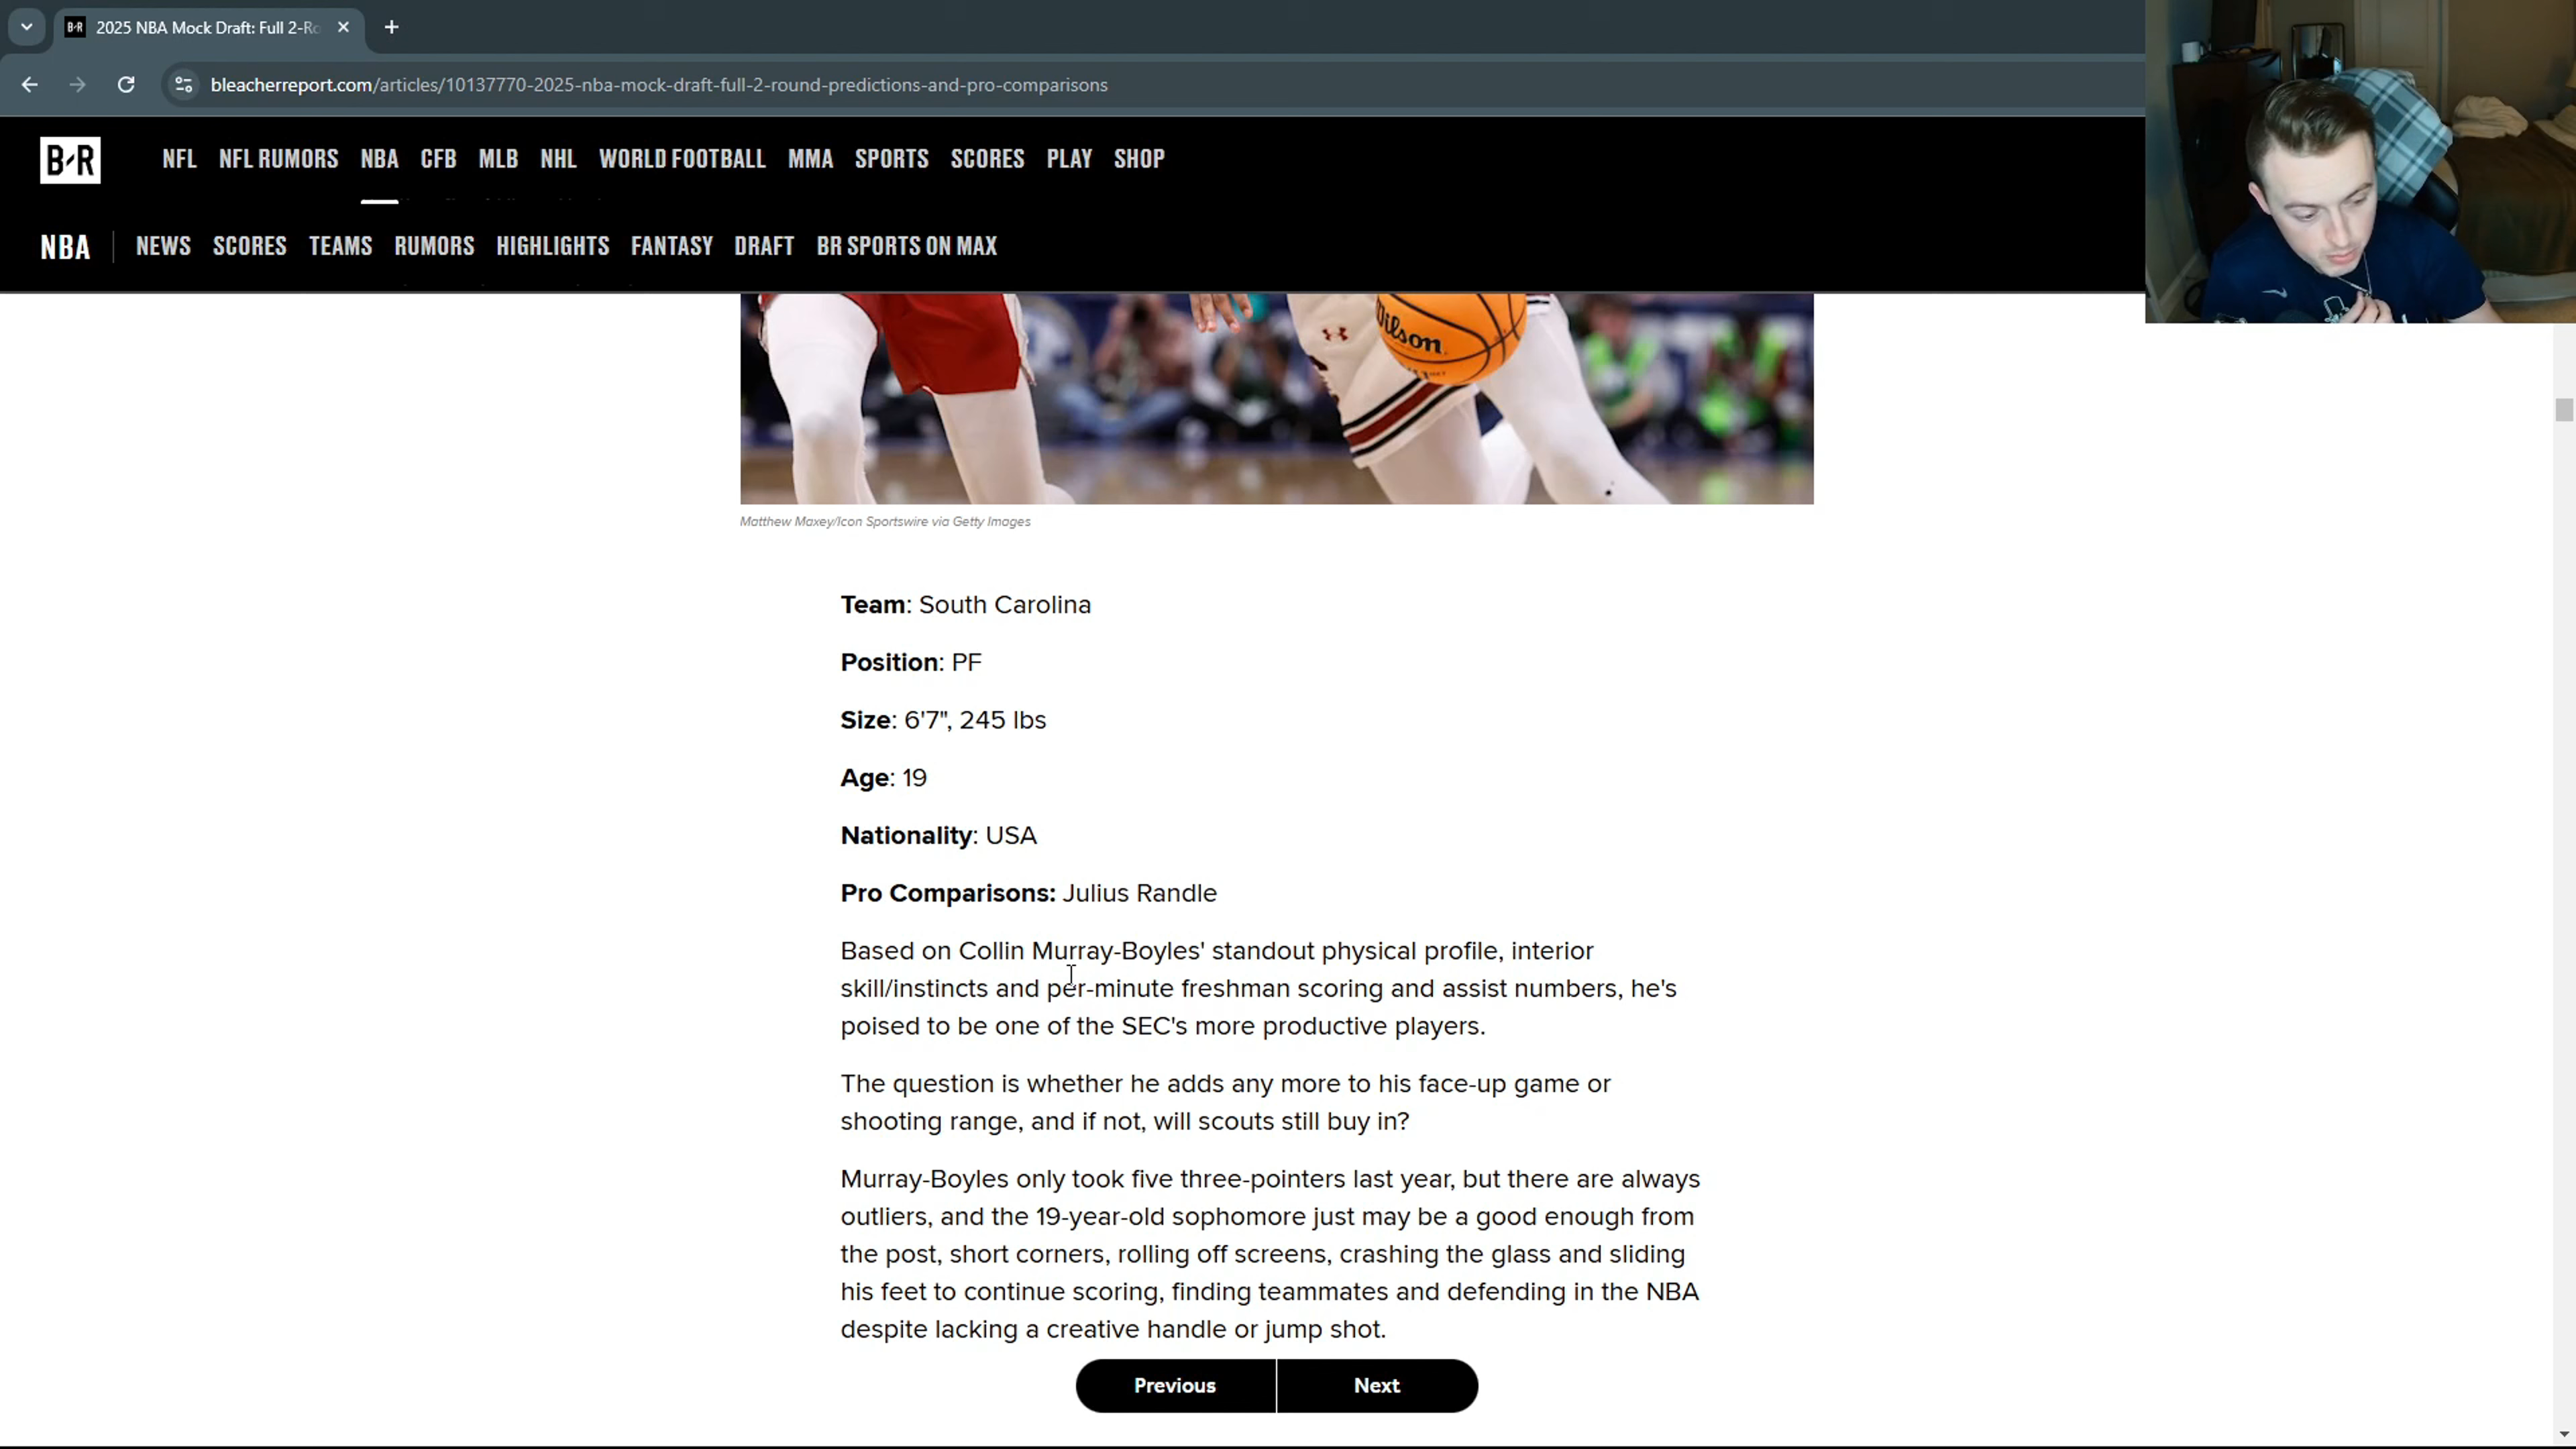 2025 NBA Mock Draft: Full 2-Ro
bleacherreport.com/articles/10137770-2025-nba-mock-draft-full-2-round-predictions-and-pro-comparisons
B/R NFL NFL RUMORS NBA CFB MLB NHL WORLD FOOTBALL MMA SPORTS SCORES PLAY SHOP
NBA NEWS SCORES TEAMS RUMORS HIGHLIGHTS FANTASY DRAFT BR SPORTS ON MAX
Wilson
Matthew Maxey/Icon Sportswire via Getty Images
Team: South Carolina
Position: PF
Size: 6'7", 245 lbs
Age: 19
Nationality: USA
Pro Comparisons: Julius Randle
Based on Collin Murray-Boyles' standout physical profile, interior
skill/instincts and per-minute freshman scoring and assist numbers, he's
poised to be one of the SEC's more productive players.
The question is whether he adds any more to his face-up game or
shooting range, and if not, will scouts still buy in?
Murray-Boyles only took five three-pointers last year, but there are always
outliers, and the 19-year-old sophomore just may be a good enough from
the post, short corners, rolling off screens, crashing the glass and sliding
his feet to continue scoring, finding teammates and defending in the NBA
despite lacking a creative handle or jump shot.
Previous Next